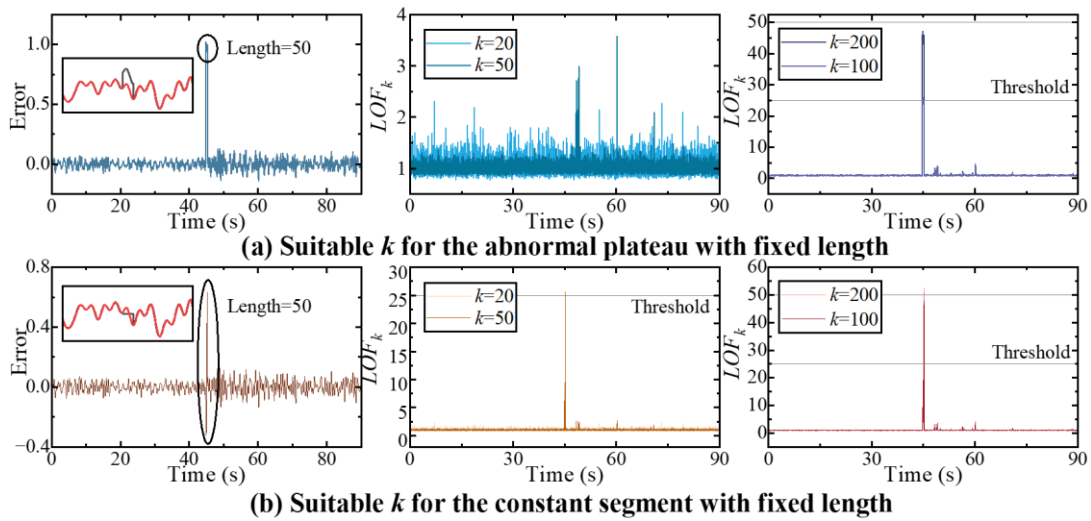 1.0
0.5
0.0
Error
Length=50
0 20 40 60 80
Time (s)
4
3
2
1
LOFk
k=20
k=50
0 30 60 90
Time (s)
50
40
30
20
10
0
LOFk
k=200
k=100
Threshold
0 30 60 90
Time (s)
(a) Suitable k for the abnormal plateau with fixed length
0.8
0.4
0.0
−0.4
Error
Length=50
0 20 40 60 80
Time (s)
30
25
20
15
10
5
0
LOFk
k=20
k=50
Threshold
0 30 60 90
Time (s)
60
50
40
30
20
10
0
LOFk
k=200
k=100
Threshold
0 30 60 90
Time (s)
(b) Suitable k for the constant segment with fixed length